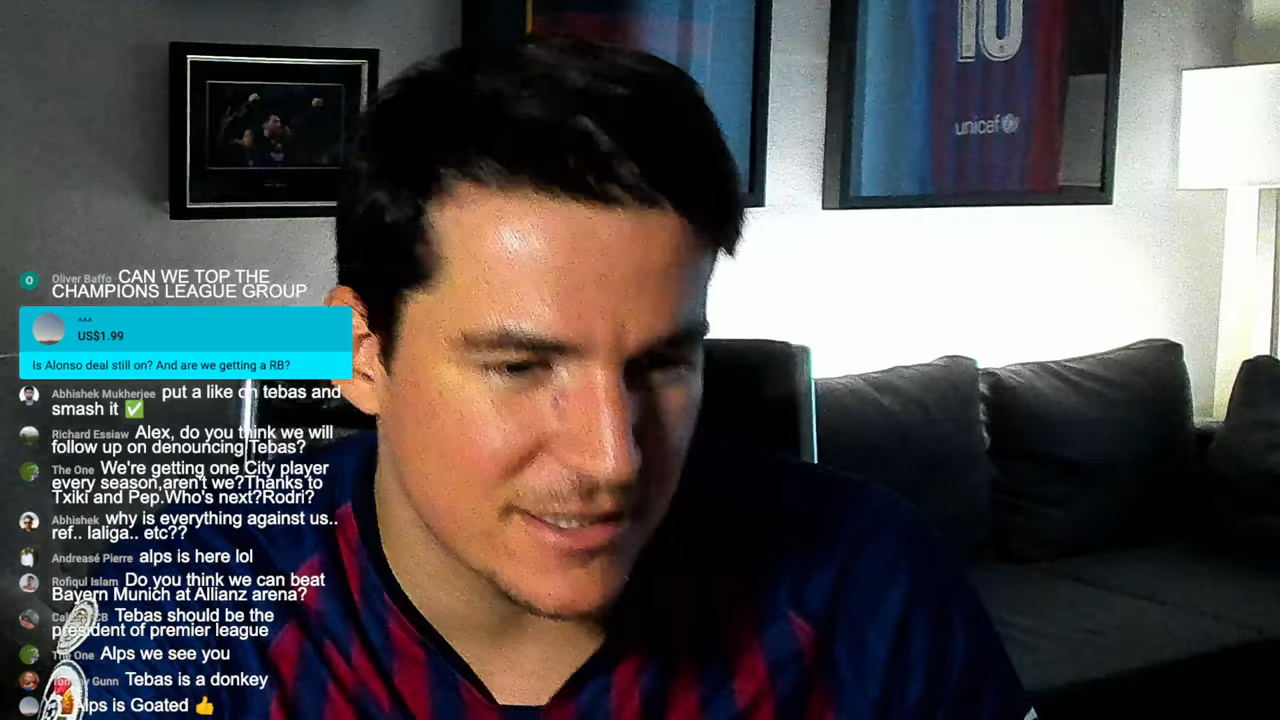 10
unicef
O Oliver Baffo CAN WE TOP THE
CHAMPIONS LEAGUE GROUP
^^^
US$1.99
Is Alonso deal still on? And are we getting a RB?
Abhishek Mukherjee put a like on tebas and
smash it ✅
Richard Essiaw Alex, do you think we will
follow up on denouncing Tebas?
The One We're getting one City player
every season,aren't we?Thanks to
Txiki and Pep.Who's next?Rodri?
Abhishek why is everything against us..
ref.. laliga.. etc??
Andreasé Pierre alps is here lol
Rofiqul Islam Do you think we can beat
Bayern Munich at Allianz arena?
Tebas should be the
president of premier league
The One Alps we see you
Gunn Tebas is a donkey
Alps is Goated 👍